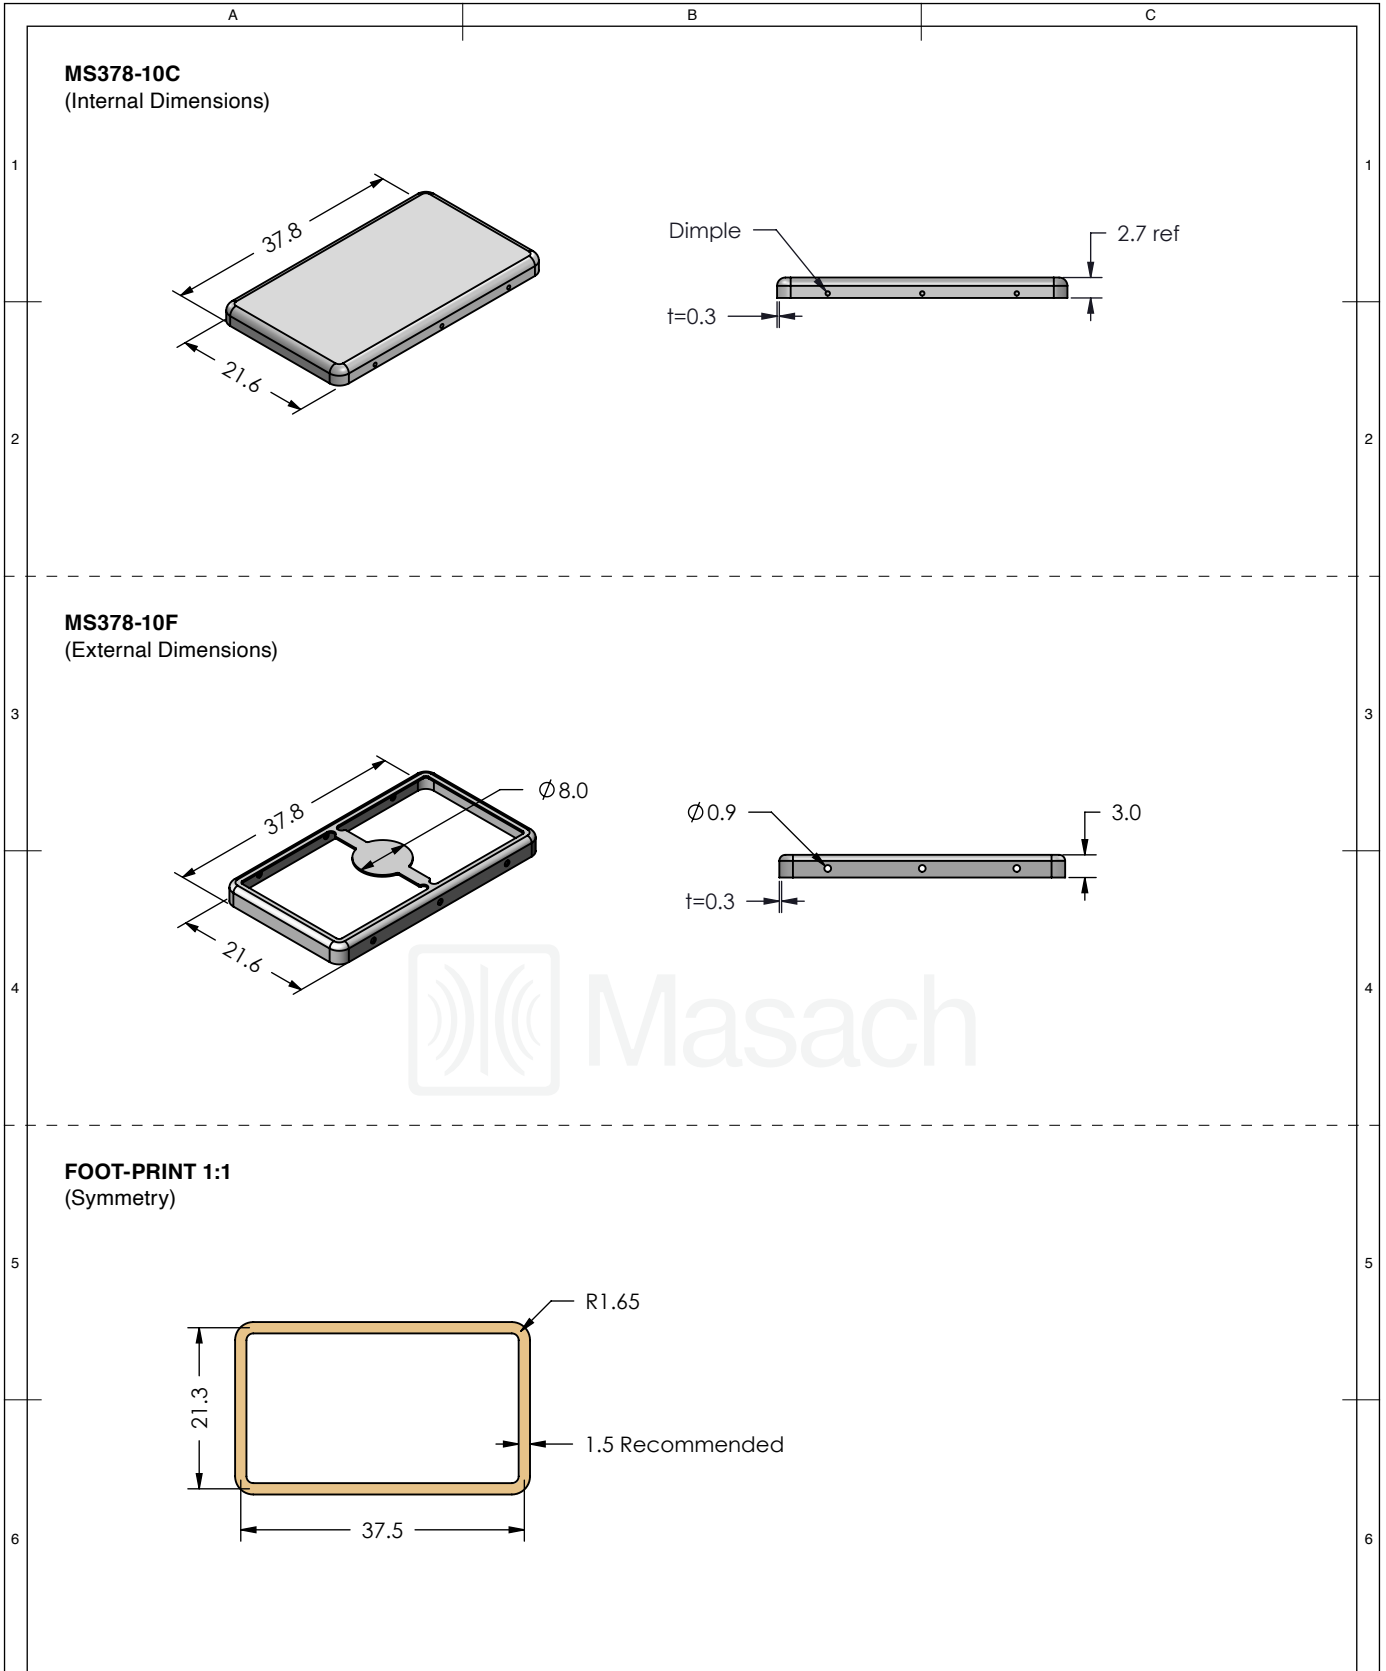 A B C
MS378-10C
(Internal Dimensions)
1 1
37.8
21.6
Dimple
2.7 ref
t=0.3
2 2
MS378-10F
(External Dimensions)
3 3
37.8
∅8.0
21.6
∅0.9
3.0
t=0.3
4 4
Masach
FOOT-PRINT 1:1
(Symmetry)
5 5
R1.65
21.3
1.5 Recommended
37.5
6 6